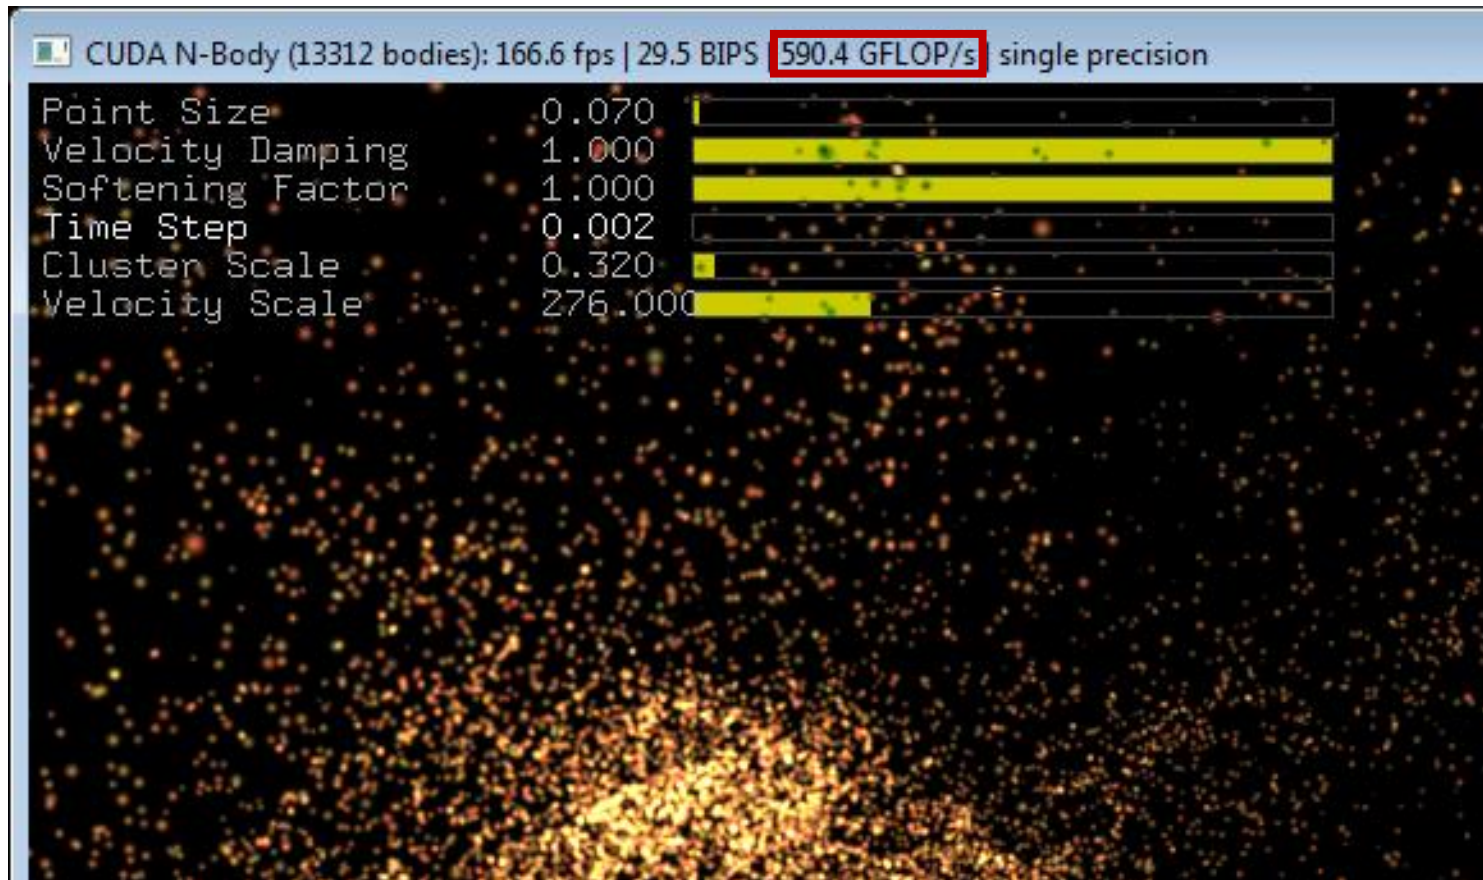 CUDA N-Body (13312 bodies): 166.6 fps | 29.5 BIPS | 590.4 GFLOP/s | single precision
Point Size 0.070
Velocity Damping 1.000
Softening Factor 1.000
Time Step 0.002
Cluster Scale 0.320
Velocity Scale 276.000